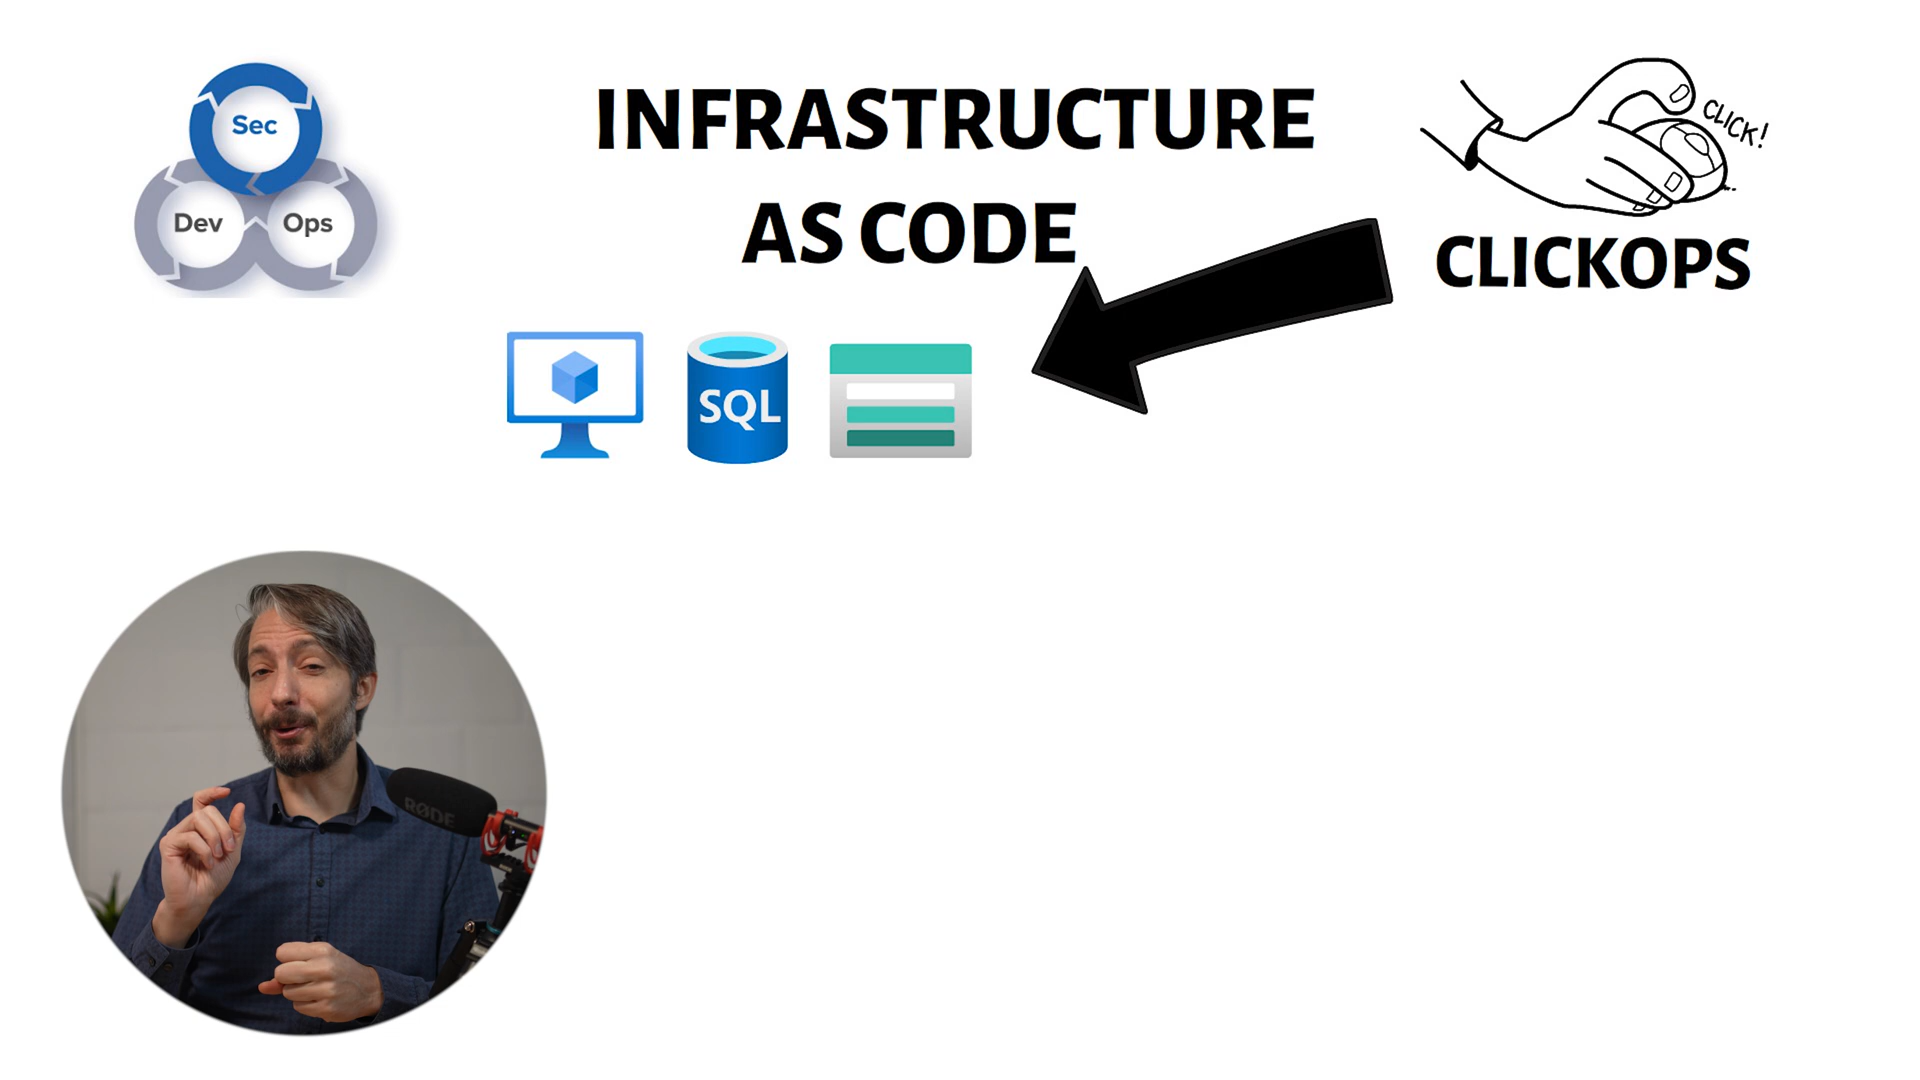 Sec
Dev
Ops
INFRASTRUCTURE
AS CODE
CLICK!
CLICKOPS
SQL
RØDE